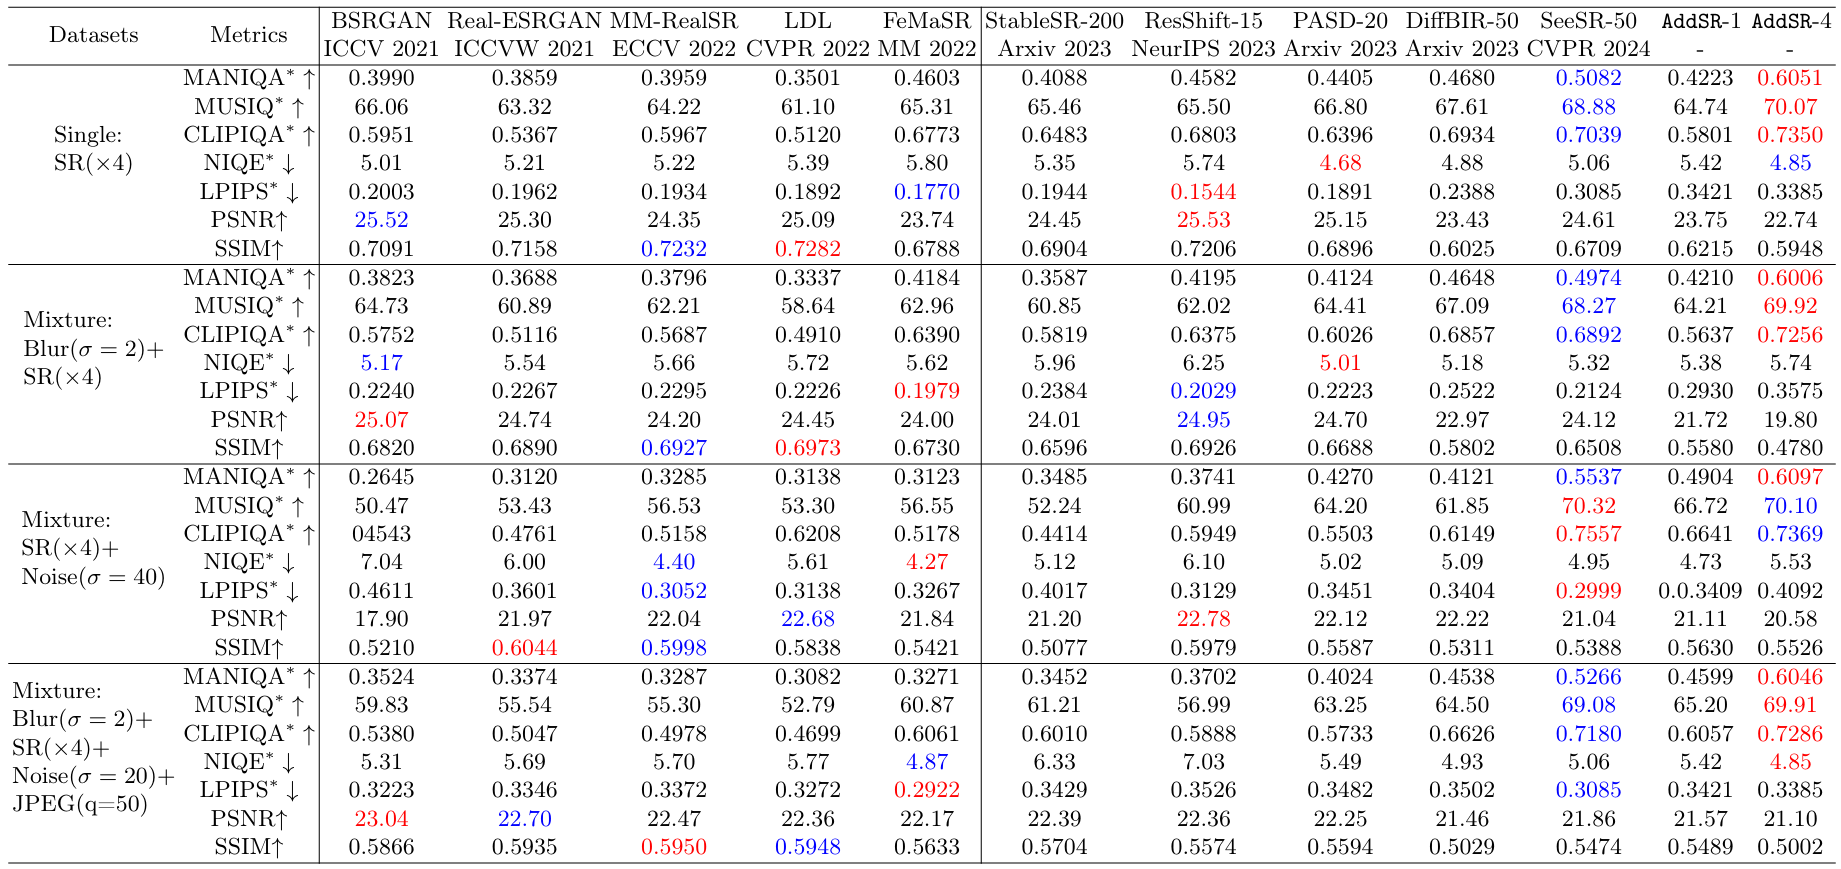 Datasets Metrics BSRGAN Real-ESRGAN MM-RealSR LDL FeMaSR StableSR-200 ResShift-15 PASD-20 DiffBIR-50 SeeSR-50 AddSR-1 AddSR-4
ICCV 2021 ICCVW 2021 ECCV 2022 CVPR 2022 MM 2022 Arxiv 2023 NeurIPS 2023 Arxiv 2023 Arxiv 2023 CVPR 2024 - -
Single:
SR(×4)
MANIQA* ↑ 0.3990 0.3859 0.3959 0.3501 0.4603 0.4088 0.4582 0.4405 0.4680 0.5082 0.4223 0.6051
MUSIQ* ↑ 66.06 63.32 64.22 61.10 65.31 65.46 65.50 66.80 67.61 68.88 64.74 70.07
CLIPIQA* ↑ 0.5951 0.5367 0.5967 0.5120 0.6773 0.6483 0.6803 0.6396 0.6934 0.7039 0.5801 0.7350
NIQE* ↓ 5.01 5.21 5.22 5.39 5.80 5.35 5.74 4.68 4.88 5.06 5.42 4.85
LPIPS* ↓ 0.2003 0.1962 0.1934 0.1892 0.1770 0.1944 0.1544 0.1891 0.2388 0.3085 0.3421 0.3385
PSNR↑ 25.52 25.30 24.35 25.09 23.74 24.45 25.53 25.15 23.43 24.61 23.75 22.74
SSIM↑ 0.7091 0.7158 0.7232 0.7282 0.6788 0.6904 0.7206 0.6896 0.6025 0.6709 0.6215 0.5948
Mixture:
Blur(σ = 2)+
SR(×4)
MANIQA* ↑ 0.3823 0.3688 0.3796 0.3337 0.4184 0.3587 0.4195 0.4124 0.4648 0.4974 0.4210 0.6006
MUSIQ* ↑ 64.73 60.89 62.21 58.64 62.96 60.85 62.02 64.41 67.09 68.27 64.21 69.92
CLIPIQA* ↑ 0.5752 0.5116 0.5687 0.4910 0.6390 0.5819 0.6375 0.6026 0.6857 0.6892 0.5637 0.7256
NIQE* ↓ 5.17 5.54 5.66 5.72 5.62 5.96 6.25 5.01 5.18 5.32 5.38 5.74
LPIPS* ↓ 0.2240 0.2267 0.2295 0.2226 0.1979 0.2384 0.2029 0.2223 0.2522 0.2124 0.2930 0.3575
PSNR↑ 25.07 24.74 24.20 24.45 24.00 24.01 24.95 24.70 22.97 24.12 21.72 19.80
SSIM↑ 0.6820 0.6890 0.6927 0.6973 0.6730 0.6596 0.6926 0.6688 0.5802 0.6508 0.5580 0.4780
Mixture:
SR(×4)+
Noise(σ = 40)
MANIQA* ↑ 0.2645 0.3120 0.3285 0.3138 0.3123 0.3485 0.3741 0.4270 0.4121 0.5537 0.4904 0.6097
MUSIQ* ↑ 50.47 53.43 56.53 53.30 56.55 52.24 60.99 64.20 61.85 70.32 66.72 70.10
CLIPIQA* ↑ 04543 0.4761 0.5158 0.6208 0.5178 0.4414 0.5949 0.5503 0.6149 0.7557 0.6641 0.7369
NIQE* ↓ 7.04 6.00 4.40 5.61 4.27 5.12 6.10 5.02 5.09 4.95 4.73 5.53
LPIPS* ↓ 0.4611 0.3601 0.3052 0.3138 0.3267 0.4017 0.3129 0.3451 0.3404 0.2999 0.0.3409 0.4092
PSNR↑ 17.90 21.97 22.04 22.68 21.84 21.20 22.78 22.12 22.22 21.04 21.11 20.58
SSIM↑ 0.5210 0.6044 0.5998 0.5838 0.5421 0.5077 0.5979 0.5587 0.5311 0.5388 0.5630 0.5526
Mixture:
Blur(σ = 2)+
SR(×4)+
Noise(σ = 20)+
JPEG(q=50)
MANIQA* ↑ 0.3524 0.3374 0.3287 0.3082 0.3271 0.3452 0.3702 0.4024 0.4538 0.5266 0.4599 0.6046
MUSIQ* ↑ 59.83 55.54 55.30 52.79 60.87 61.21 56.99 63.25 64.50 69.08 65.20 69.91
CLIPIQA* ↑ 0.5380 0.5047 0.4978 0.4699 0.6061 0.6010 0.5888 0.5733 0.6626 0.7180 0.6057 0.7286
NIQE* ↓ 5.31 5.69 5.70 5.77 4.87 6.33 7.03 5.49 4.93 5.06 5.42 4.85
LPIPS* ↓ 0.3223 0.3346 0.3372 0.3272 0.2922 0.3429 0.3526 0.3482 0.3502 0.3085 0.3421 0.3385
PSNR↑ 23.04 22.70 22.47 22.36 22.17 22.39 22.36 22.25 21.46 21.86 21.57 21.10
SSIM↑ 0.5866 0.5935 0.5950 0.5948 0.5633 0.5704 0.5574 0.5594 0.5029 0.5474 0.5489 0.5002